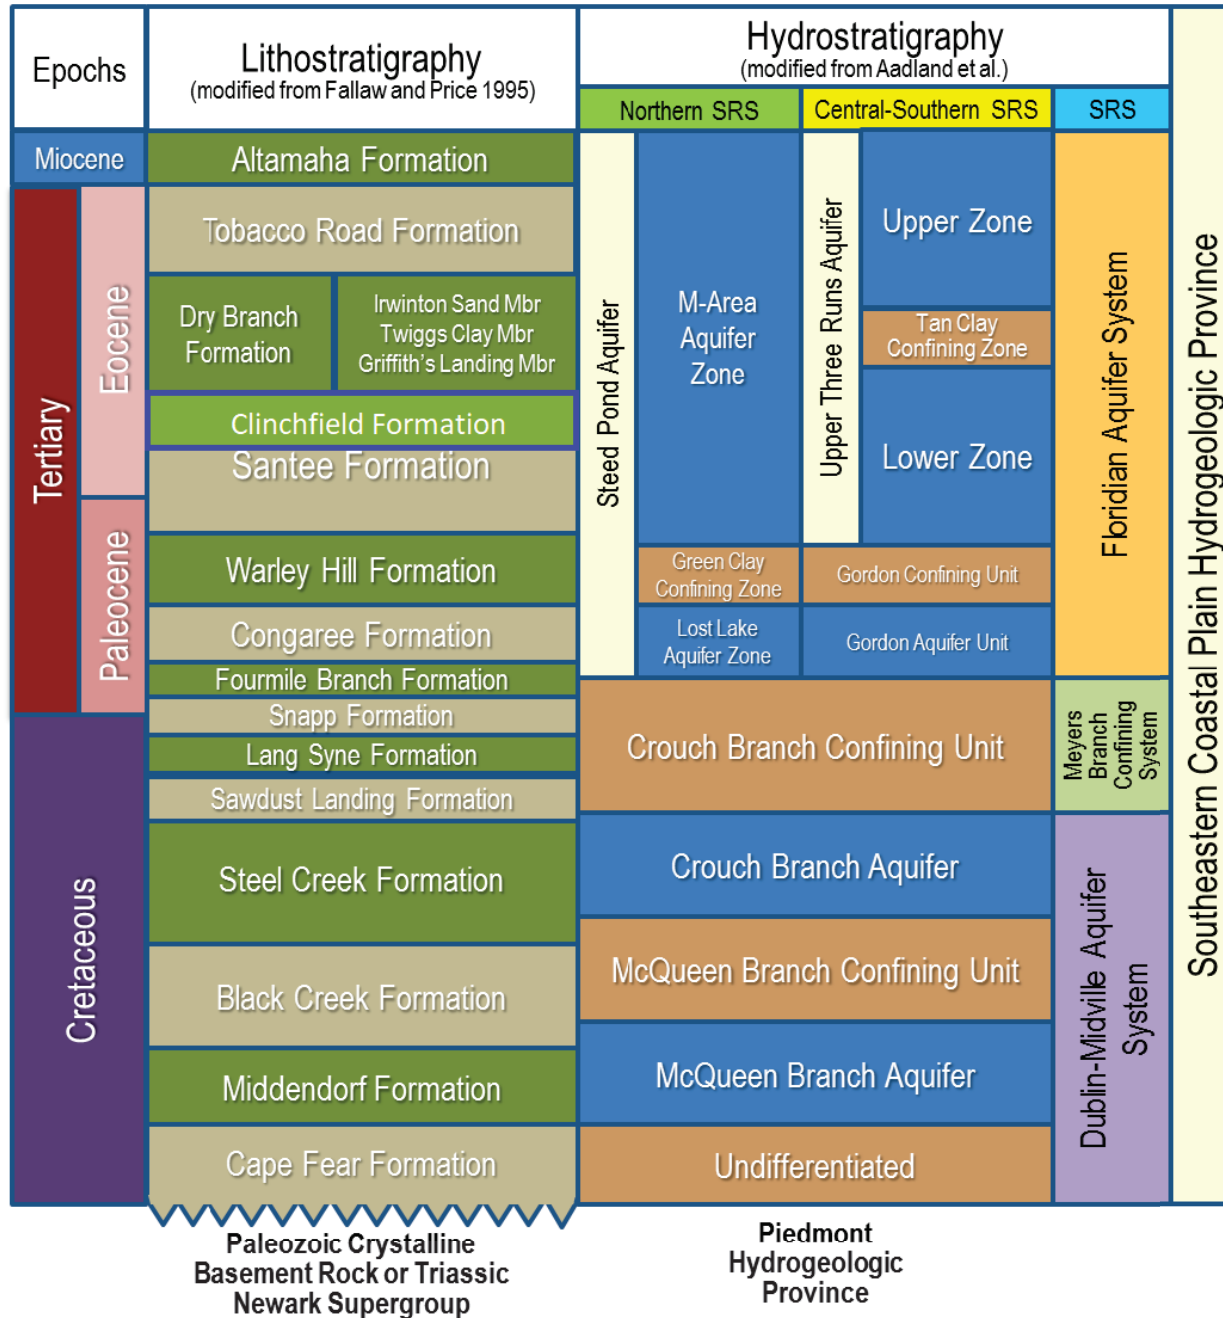 Epochs
Lithostratigraphy
(modified from Fallaw and Price 1995)
Hydrostratigraphy
(modified from Aadland et al.)
Northern SRS
Central-Southern SRS
SRS
Southeastern Coastal Plain Hydrogeologic Province
Miocene
Tertiary
Eocene
Paleocene
Cretaceous
Altamaha Formation
Tobacco Road Formation
Dry Branch
Formation
Irwinton Sand Mbr
Twiggs Clay Mbr
Griffith's Landing Mbr
Clinchfield Formation
Santee Formation
Warley Hill Formation
Congaree Formation
Fourmile Branch Formation
Snapp Formation
Lang Syne Formation
Sawdust Landing Formation
Steel Creek Formation
Black Creek Formation
Middendorf Formation
Cape Fear Formation
Paleozoic Crystalline
Basement Rock or Triassic
Newark Supergroup
Steed Pond Aquifer
M-Area
Aquifer
Zone
Green Clay
Confining Zone
Lost Lake
Aquifer Zone
Upper Three Runs Aquifer
Upper Zone
Tan Clay
Confining Zone
Lower Zone
Gordon Confining Unit
Gordon Aquifer Unit
Crouch Branch Confining Unit
Crouch Branch Aquifer
McQueen Branch Confining Unit
McQueen Branch Aquifer
Undifferentiated
Piedmont
Hydrogeologic
Province
Floridian Aquifer System
Meyers
Branch
Confining
System
Dublin-Midville Aquifer
System